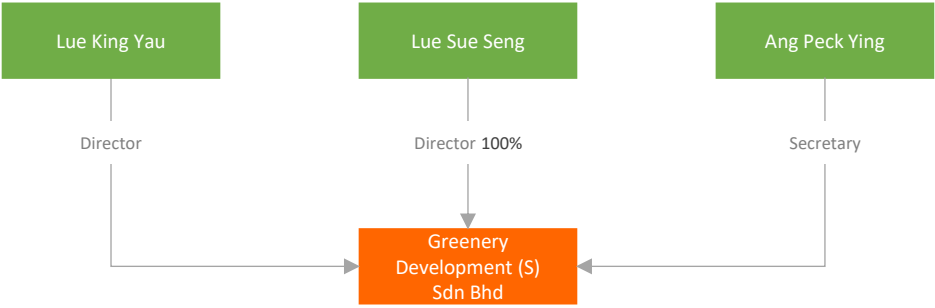 Lue King Yau
Lue Sue Seng
Ang Peck Ying
Director
Director 100%
Secretary
Greenery
Development (S)
Sdn Bhd